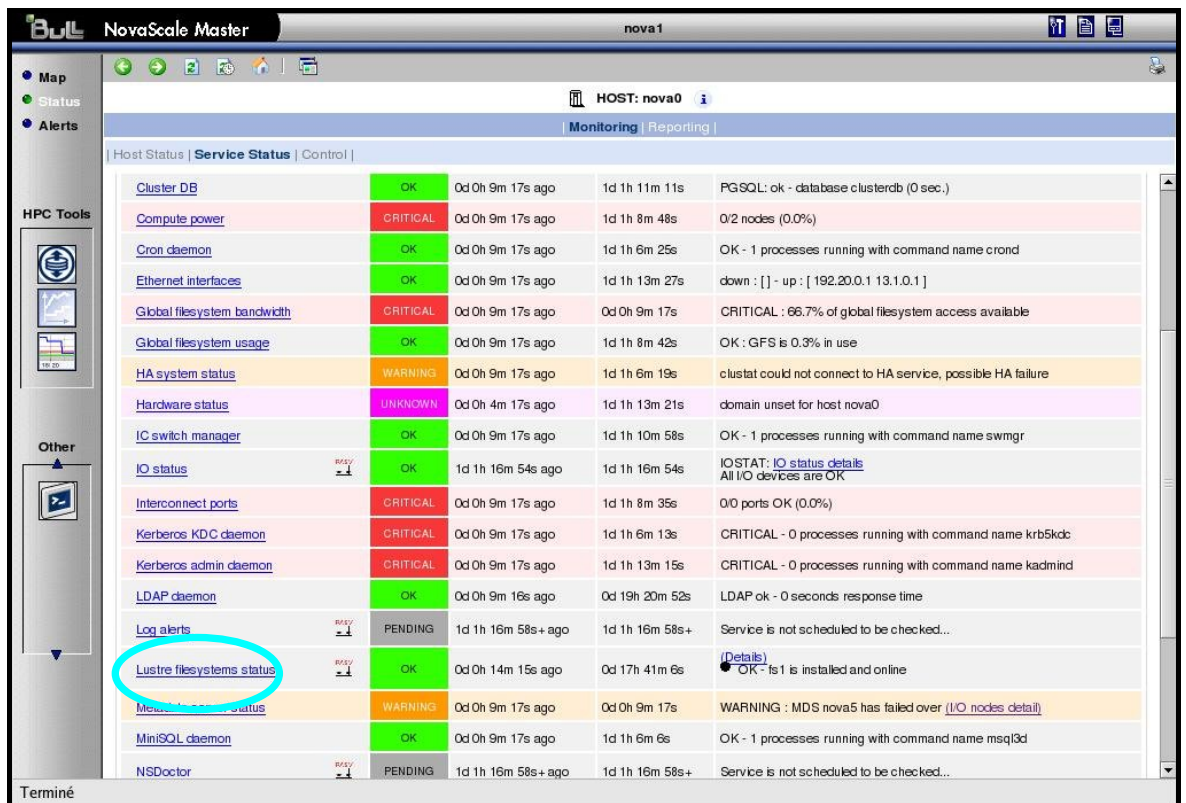 Bull NovaScale Master nova1
Map
Status
Alerts
HOST: nova0 i
| Monitoring | Reporting |
| Host Status | Service Status | Control |
HPC Tools
Other
Cluster DB OK 0d 0h 9m 17s ago 1d 1h 11m 11s PGSQL: ok - database clusterdb (0 sec.)
Compute power CRITICAL 0d 0h 9m 17s ago 1d 1h 8m 48s 0/2 nodes (0.0%)
Cron daemon OK 0d 0h 9m 17s ago 1d 1h 6m 25s OK - 1 processes running with command name crond
Ethernet interfaces OK 0d 0h 9m 17s ago 1d 1h 13m 27s down : [ ] - up : [ 192.20.0.1 13.1.0.1 ]
Global filesystem bandwidth CRITICAL 0d 0h 9m 17s ago 0d 0h 9m 17s CRITICAL : 66.7% of global filesystem access available
Global filesystem usage OK 0d 0h 9m 17s ago 1d 1h 8m 42s OK : GFS is 0.3% in use
HA system status WARNING 0d 0h 9m 17s ago 1d 1h 6m 19s clustat could not connect to HA service, possible HA failure
Hardware status UNKNOWN 0d 0h 4m 17s ago 1d 1h 13m 21s domain unset for host nova0
IC switch manager OK 0d 0h 9m 17s ago 1d 1h 10m 58s OK - 1 processes running with command name swmgr
IO status OK 1d 1h 16m 54s ago 1d 1h 16m 54s IOSTAT: IO status details
All I/O devices are OK
Interconnect ports CRITICAL 0d 0h 9m 17s ago 1d 1h 8m 35s 0/0 ports OK (0.0%)
Kerberos KDC daemon CRITICAL 0d 0h 9m 17s ago 1d 1h 6m 13s CRITICAL - 0 processes running with command name krb5kdc
Kerberos admin daemon CRITICAL 0d 0h 9m 17s ago 1d 1h 13m 15s CRITICAL - 0 processes running with command name kadmind
LDAP daemon OK 0d 0h 9m 16s ago 0d 19h 20m 52s LDAP ok - 0 seconds response time
Log alerts PENDING 1d 1h 16m 58s+ ago 1d 1h 16m 58s+ Service is not scheduled to be checked...
Lustre filesystems status OK 0d 0h 14m 15s ago 0d 17h 41m 6s (Details)
OK - fs1 is installed and online
status WARNING 0d 0h 9m 17s ago 0d 0h 9m 17s WARNING : MDS nova5 has failed over (I/O nodes detail)
MiniSQL daemon OK 0d 0h 9m 17s ago 1d 1h 6m 6s OK - 1 processes running with command name msql3d
NSDoctor PENDING 1d 1h 16m 58s+ ago 1d 1h 16m 58s+ Service is not scheduled to be checked...
Terminé